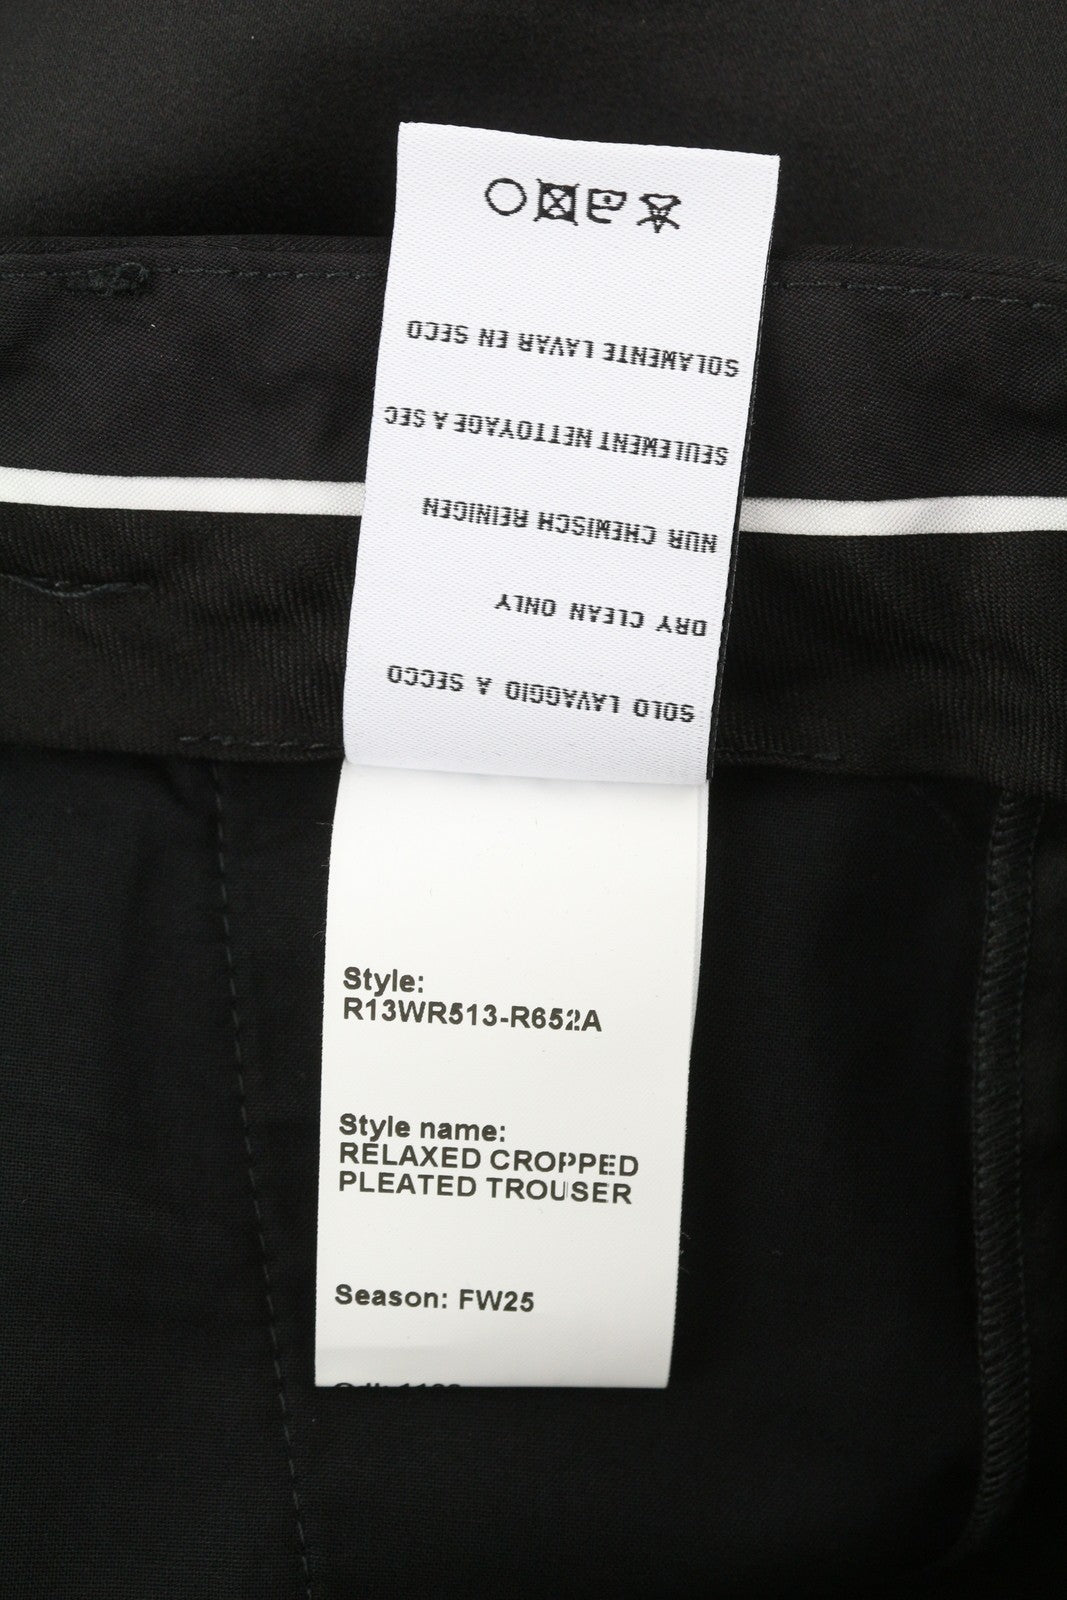 SOLO LAVAGGIO A SECCO
DRY CLEAN ONLY
NUR CHEMISCH REINIGEN
SEULEMENT NETTOYAGE A SEC
SOLAMENTE LAVAR EN SECO
Style:
R13WR513-R652A
Style name:
RELAXED CROPPED
PLEATED TROUSER
Season: FW25